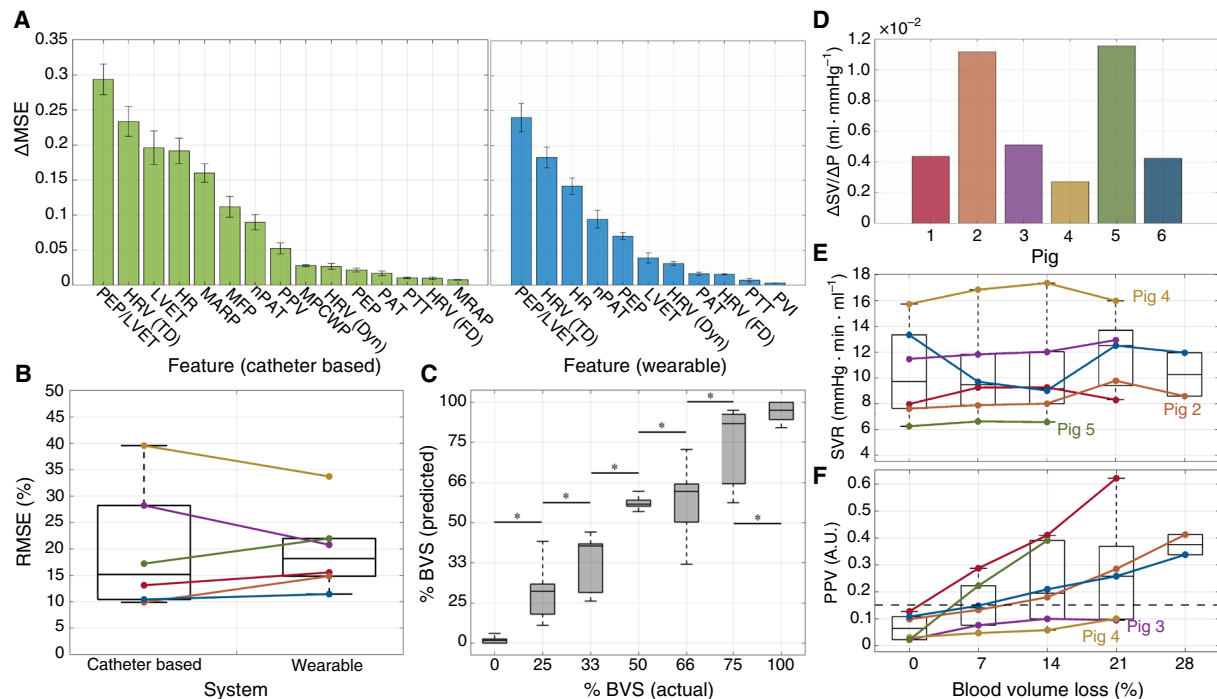 A
ΔMSE
0.35
0.3
0.25
0.2
0.15
0.1
0.05
0
PEP/LVET
HRV (TD)
LVET
HR
MARP
MFP
nPAT
PPV
MPCWP
HRV (Dyn)
PEP
PAT
PTT
HRV (FD)
MRAP
Feature (catheter based)
PEP/LVET
HRV (TD)
HR
nPAT
PEP
LVET
HRV (Dyn)
PAT
HRV (FD)
PTT
PVI
Feature (wearable)
B
RMSE (%)
50
45
40
35
30
25
20
15
10
5
0
Catheter based
Wearable
System
C
% BVS (predicted)
100
75
66
50
33
25
0
*
*
*
*
*
*
0 25 33 50 66 75 100
% BVS (actual)
D
×10⁻²
ΔSV/ΔP (ml· mmHg⁻¹)
1.2
1.0
0.8
0.6
0.4
0.2
0
1 2 3 4 5 6
Pig
E
SVR (mmHg · min · ml⁻¹)
18
16
14
12
10
8
6
4
Pig 4
Pig 2
Pig 5
F
PPV (A.U.)
0.6
0.5
0.4
0.3
0.2
0.1
0
Pig 3
Pig 4
0 7 14 21 28
Blood volume loss (%)